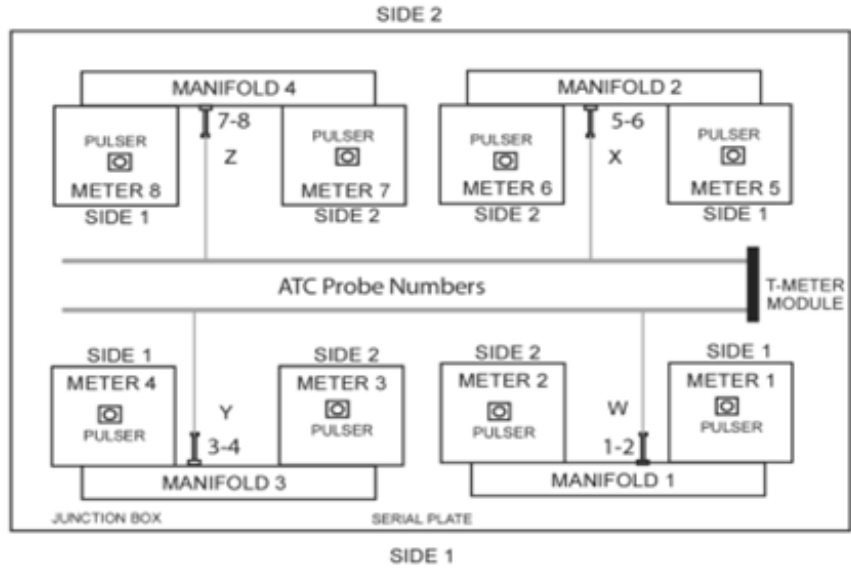 SIDE 2
MANIFOLD 4
MANIFOLD 2
7-8
5-6
PULSER
PULSER
PULSER
PULSER
Z
X
METER 8
METER 7
METER 6
METER 5
SIDE 1
SIDE 2
SIDE 2
SIDE 1
ATC Probe Numbers
T-METER
MODULE
SIDE 1
SIDE 2
SIDE 2
SIDE 1
METER 4
METER 3
METER 2
METER 1
Y
W
PULSER
PULSER
PULSER
PULSER
3-4
1-2
MANIFOLD 3
MANIFOLD 1
JUNCTION BOX
SERIAL PLATE
SIDE 1